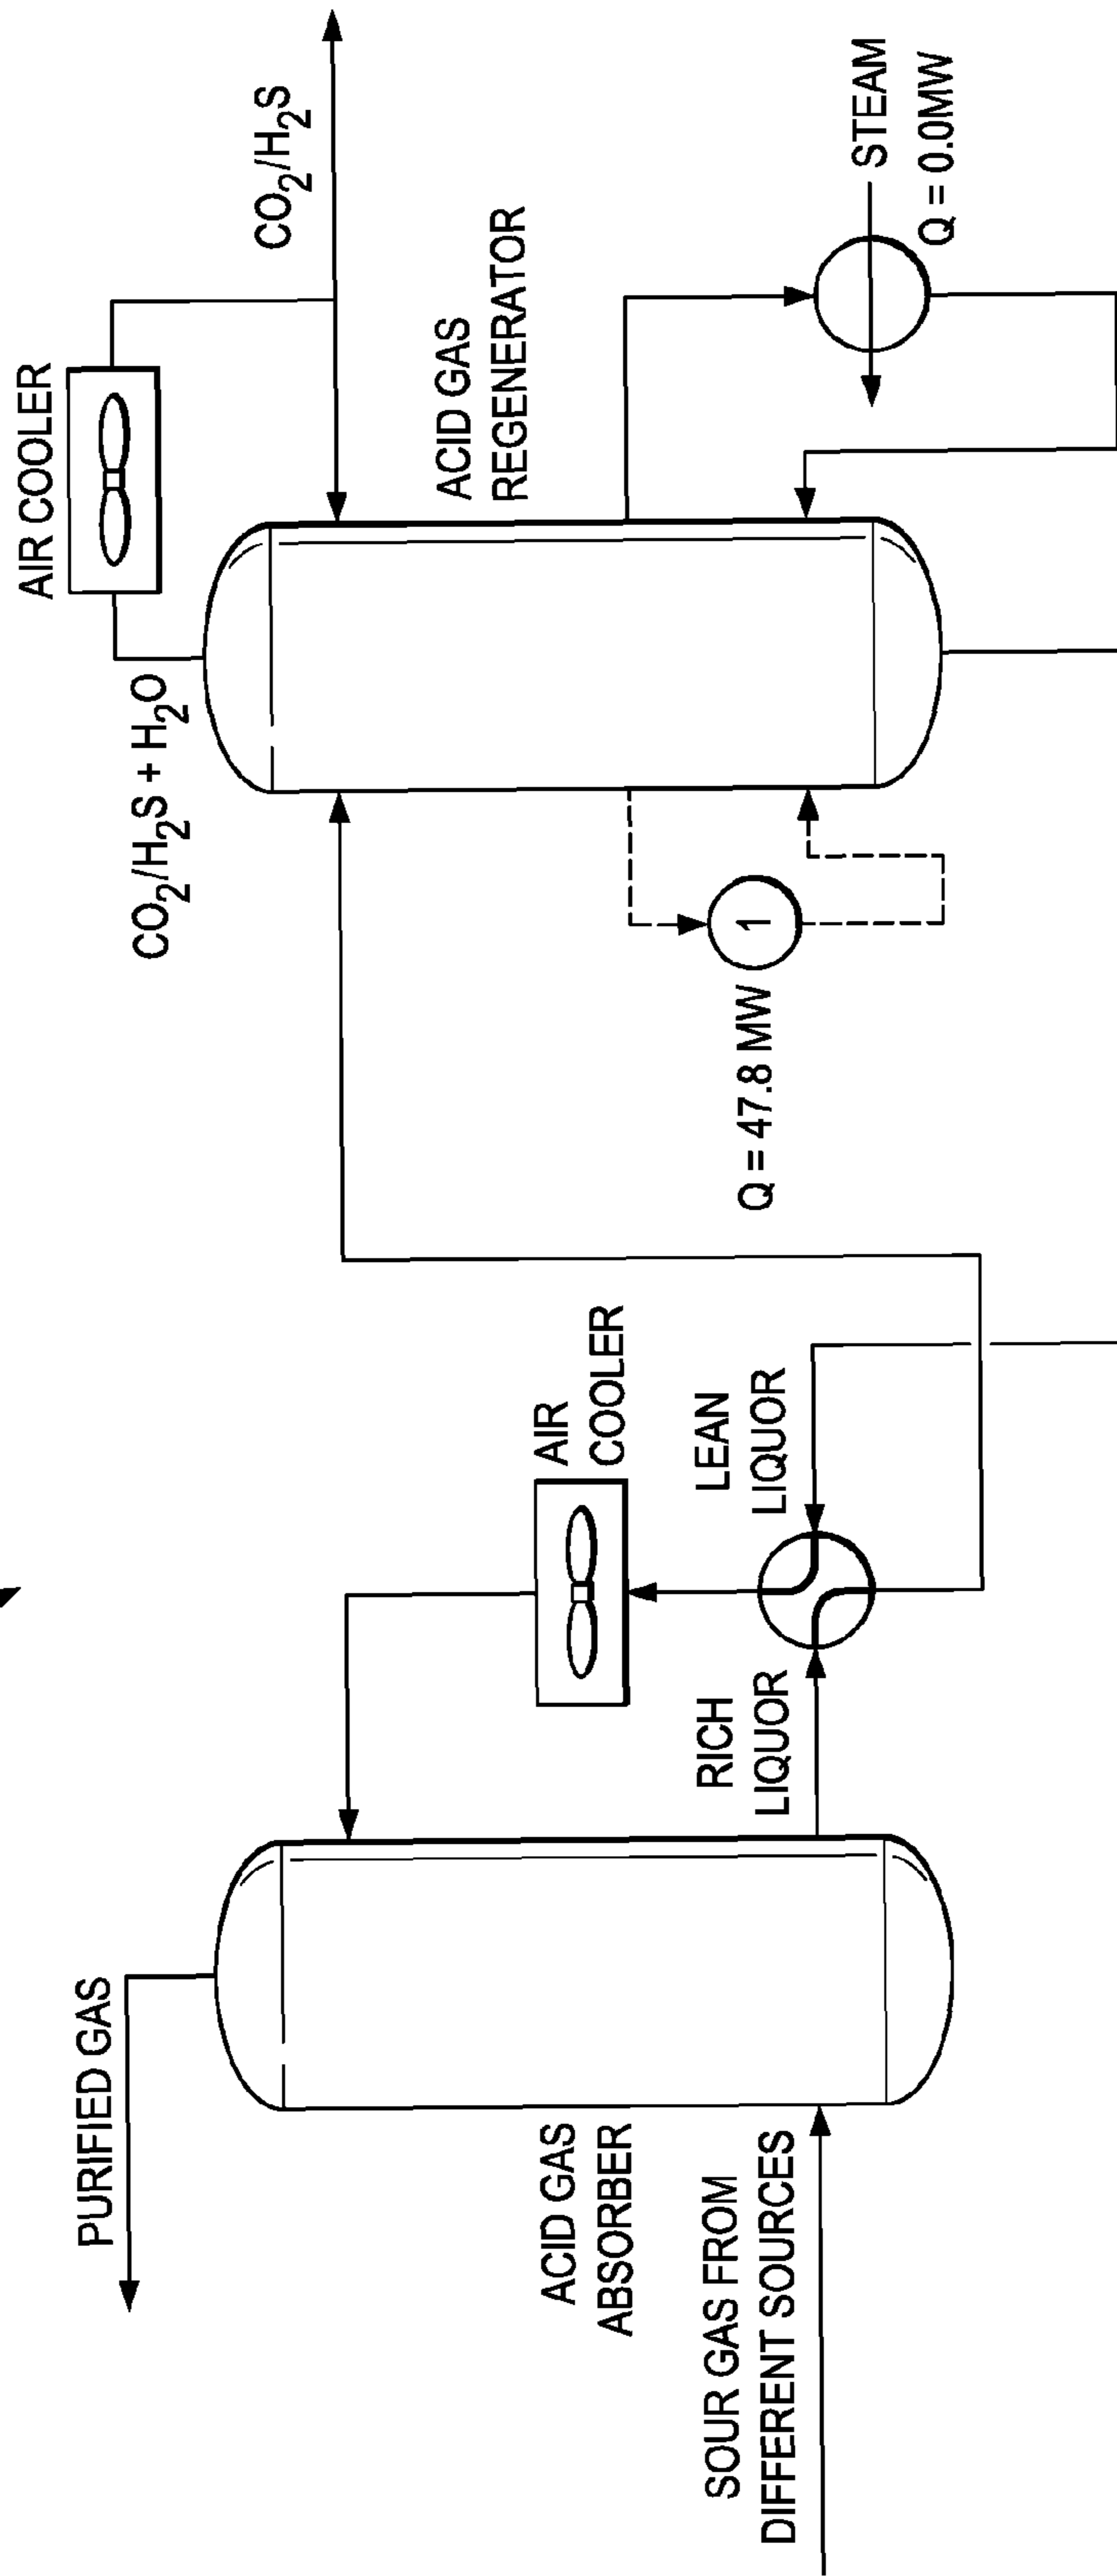 PURIFIED GAS
ACID GAS
ABSORBER
SOUR GAS FROM
DIFFERENT SOURCES
RICH
LIQUOR
AIR
COOLER
LEAN
LIQUOR
CO2/H2S + H2O
AIR COOLER
CO2/H2S
ACID GAS
REGENERATOR
Q = 47.8 MW
1
STEAM
Q = 0.0MW